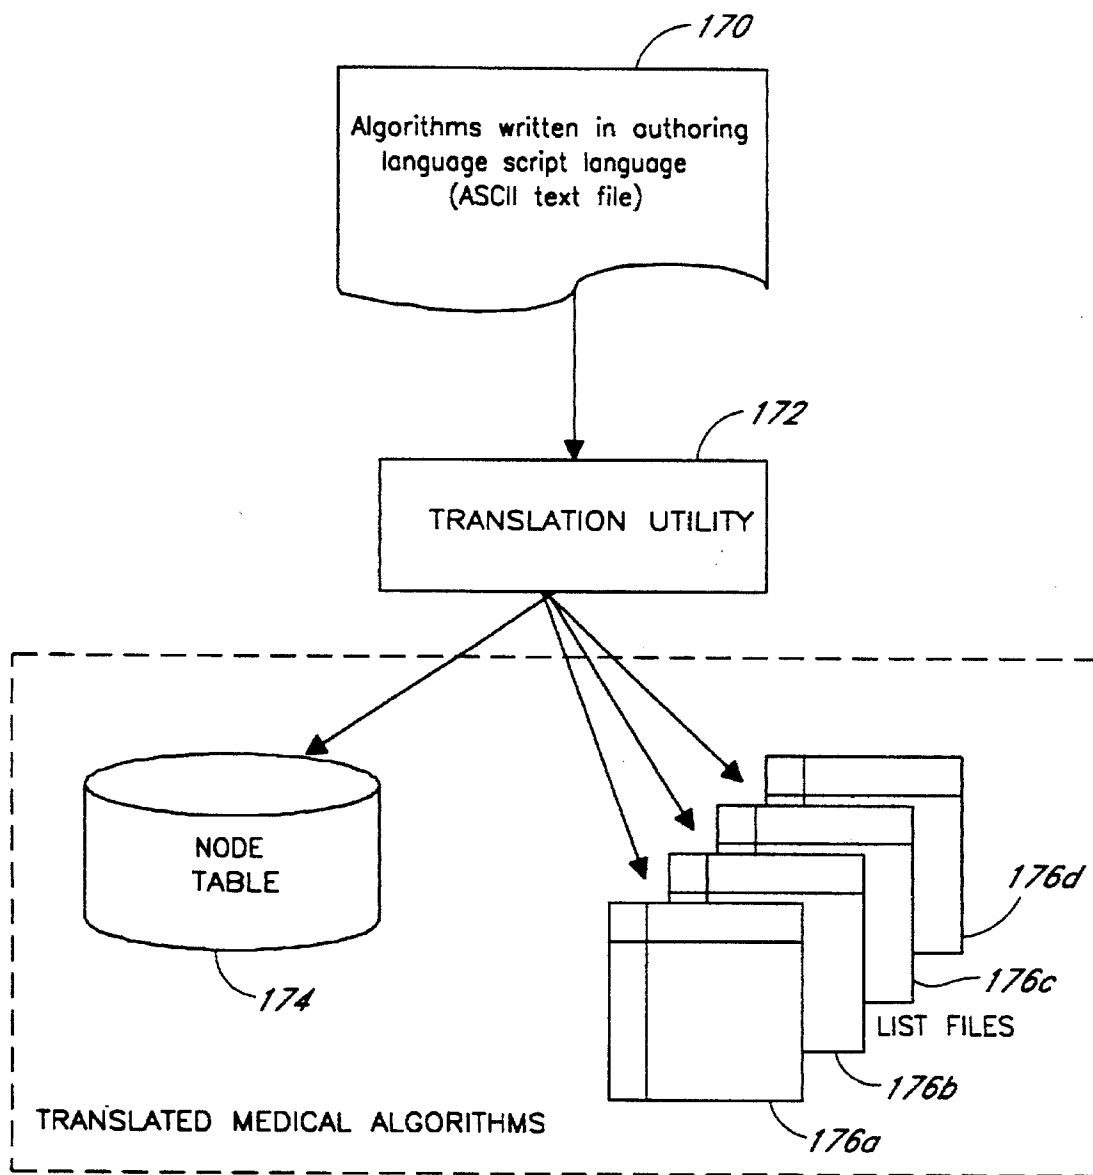 170
Algorithms written in authoring
language script language
(ASCII text file)
172
TRANSLATION UTILITY
NODE
TABLE
174
176d
176c
LIST FILES
176b
176a
TRANSLATED MEDICAL ALGORITHMS